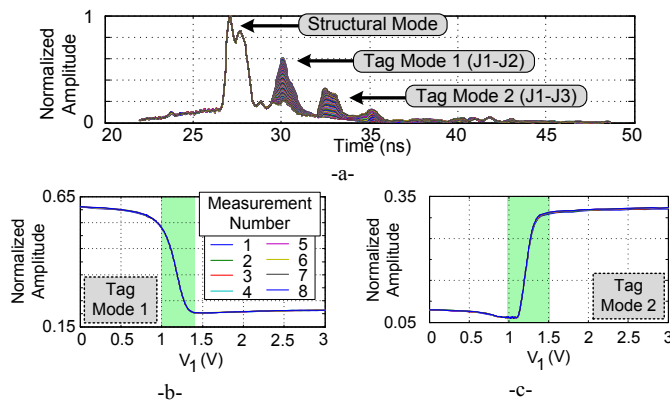 Normalized
Amplitude
1
0
Structural Mode
Tag Mode 1 (J1-J2)
Tag Mode 2 (J1-J3)
20 25 30 35 40 45 50
Time (ns)
-a-
Normalized
Amplitude
0.65
0.15
Measurement
Number
1 5
2 6
3 7
4 8
Tag
Mode 1
0 0.5 1 1.5 2 2.5 3
V1 (V)
-b-
Normalized
Amplitude
0.35
0.05
Tag
Mode 2
0 0.5 1 1.5 2 2.5 3
V1 (V)
-c-